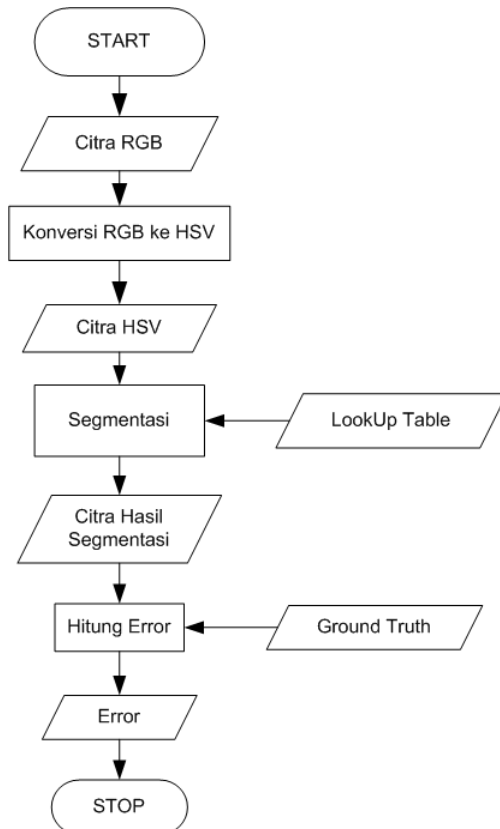 START
Citra RGB
Konversi RGB ke HSV
Citra HSV
Segmentasi
LookUp Table
Citra Hasil
Segmentasi
Hitung Error
Ground Truth
Error
STOP